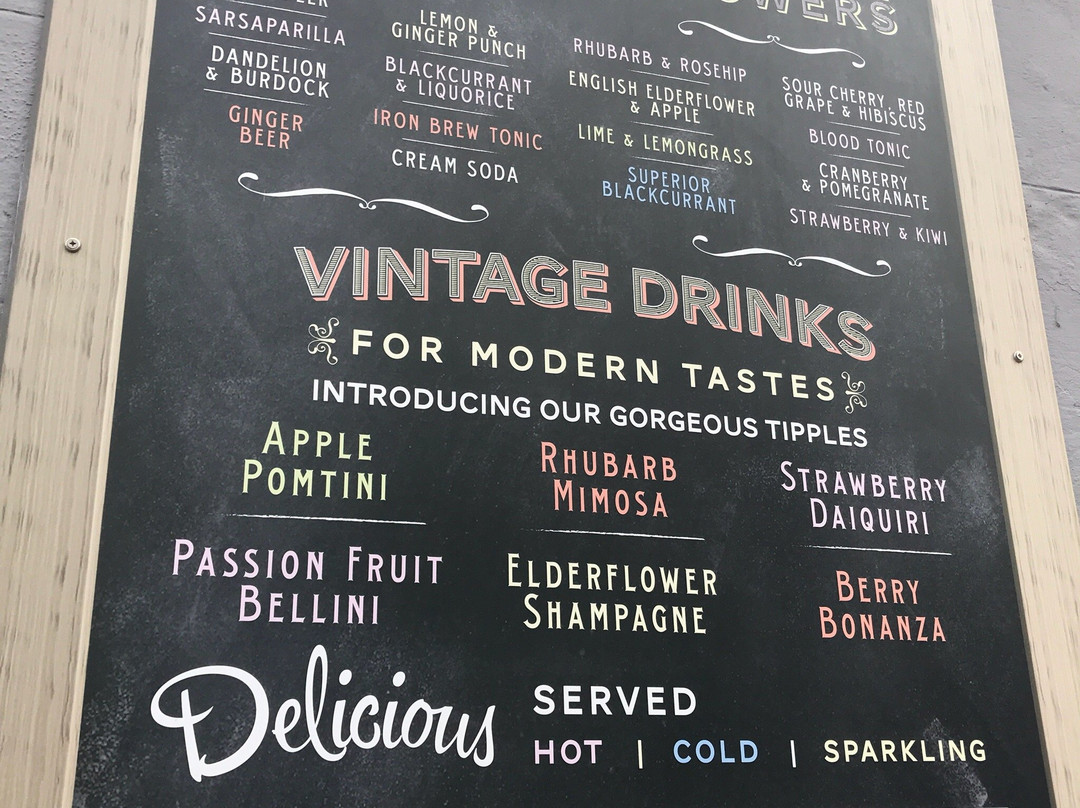 SARSAPARILLA
DANDELION
& BURDOCK
GINGER
BEER
LEMON &
GINGER PUNCH
BLACKCURRANT
& LIQUORICE
IRON BREW TONIC
CREAM SODA
RHUBARB & ROSEHIP
ENGLISH ELDERFLOWER
& APPLE
LIME & LEMONGRASS
SUPERIOR
BLACKCURRANT
SOUR CHERRY, RED
GRAPE & HIBISCUS
BLOOD TONIC
CRANBERRY
& POMEGRANATE
STRAWBERRY & KIWI
VINTAGE DRINKS
FOR MODERN TASTES
INTRODUCING OUR GORGEOUS TIPPLES
APPLE
POMTINI
RHUBARB
MIMOSA
STRAWBERRY
DAIQUIRI
PASSION FRUIT
BELLINI
ELDERFLOWER
SHAMPAGNE
BERRY
BONANZA
Delicious
SERVED
HOT | COLD | SPARKLING